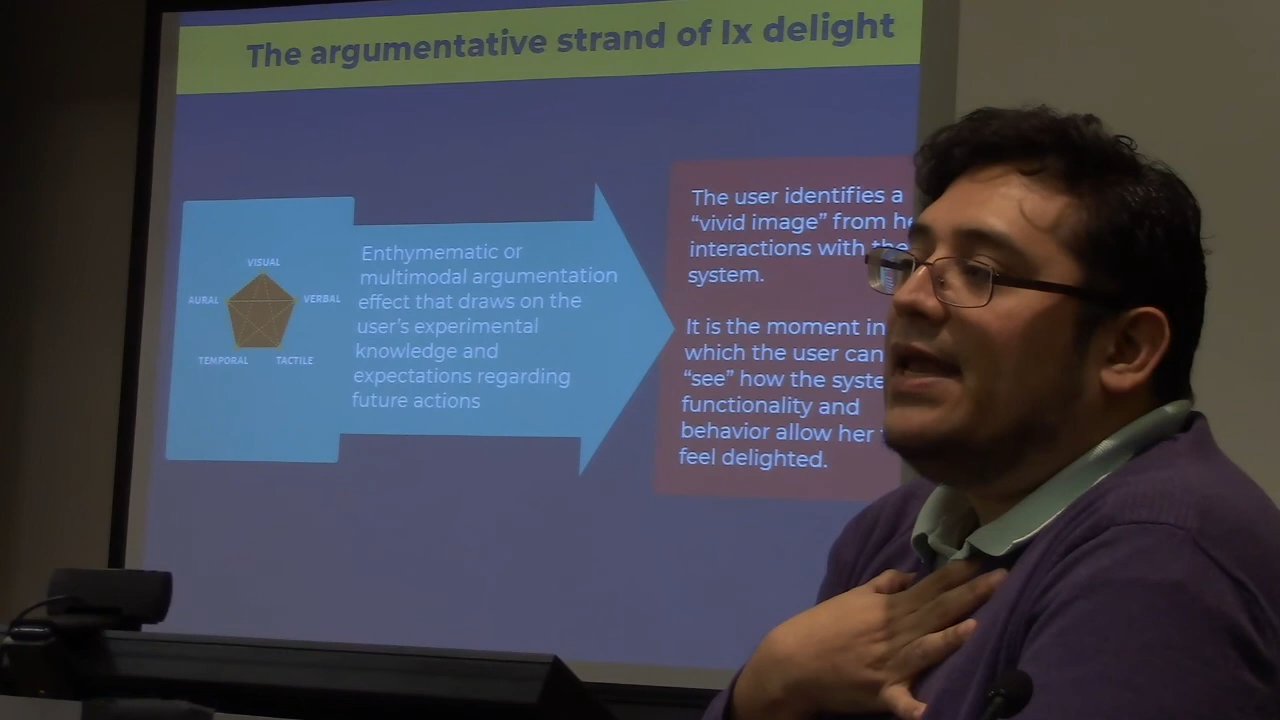 The argumentative strand of Ix delight
VISUAL
AURAL
VERBAL
TEMPORAL
TACTILE
Enthymematic or
multimodal argumentation
effect that draws on the
user's experimental
knowledge and
expectations regarding
future actions
The user identifies a
“vivid image” from
interactions with the
system.
It is the moment in
which the user can
“see” how the
functionality and
behavior allow her
feel delighted.